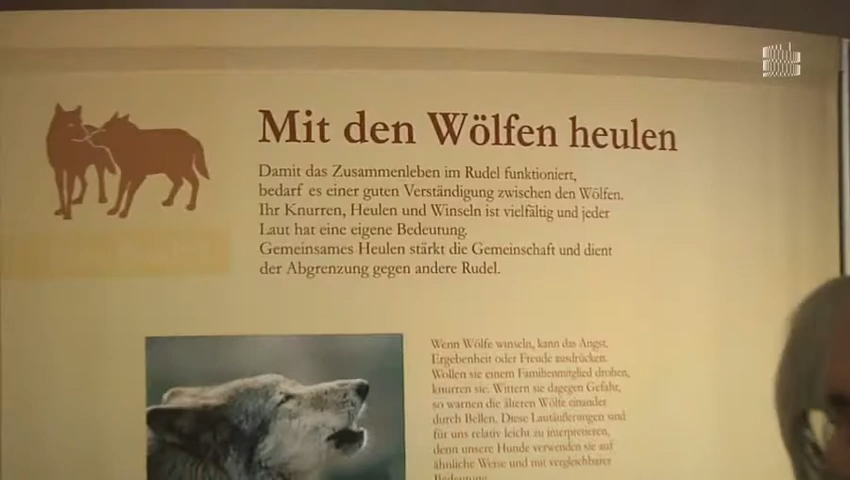 Mit den Wölfen heulen
Damit das Zusammenleben im Rudel funktioniert,
bedarf es einer guten Verständigung zwischen den Wölfen.
Ihr Knurren, Heulen und Winseln ist vielfältig und jeder
Laut hat eine eigene Bedeutung.
Gemeinsames Heulen stärkt die Gemeinschaft und dient
der Abgrenzung gegen andere Rudel.
Wenn Wölfe winseln, kann das Angst,
Ergebenheit oder Freude ausdrücken.
Wollen sie einem Familienmitglied drohen,
knurren sie. Wittern sie dagegen Gefahr,
so warnen die älteren Wölfe einander
durch Bellen. Diese Lautäußerungen sind
für uns relativ leicht zu interpretieren,
denn unsere Hunde verwenden sie auf
ähnliche Weise und mit vergleichbarer
Bedeutung.